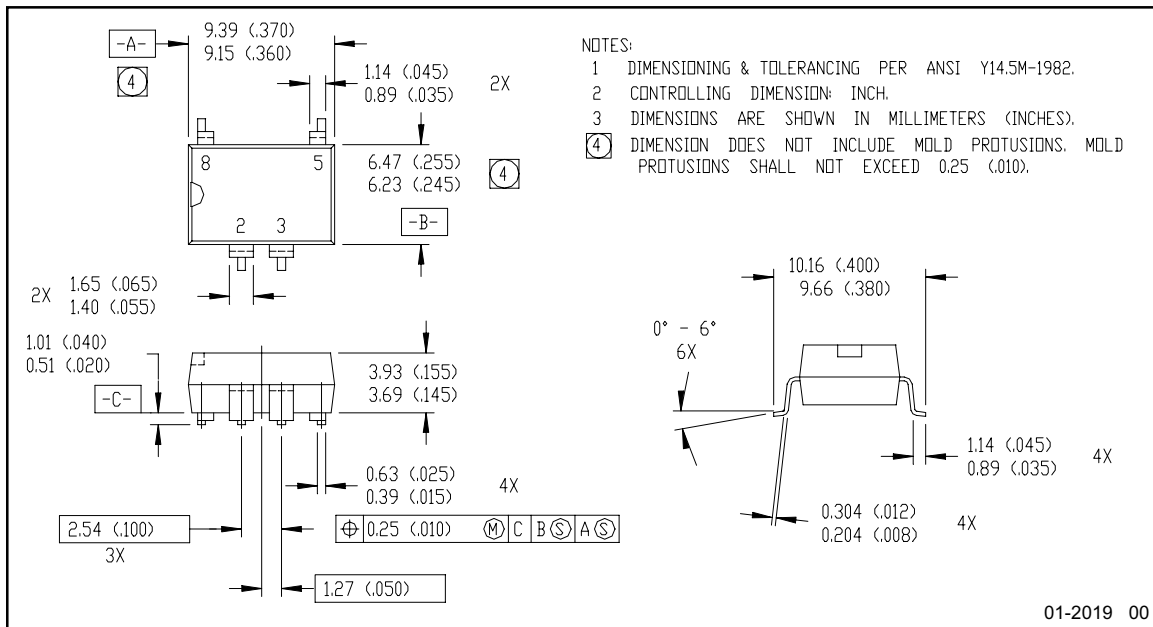 -A-
9.39 (.370)
9.15 (.360)
4
1.14 (.045)
0.89 (.035)
2X
8
5
2
3
6.47 (.255)
6.23 (.245)
4
-B-
2X
1.65 (.065)
1.40 (.055)
1.01 (.040)
0.51 (.020)
-C-
3.93 (.155)
3.69 (.145)
0.63 (.025)
0.39 (.015)
4X
2.54 (.100)
3X
⌖ 0.25 (.010) Ⓜ C B Ⓢ A Ⓢ
1.27 (.050)
NOTES:
1 DIMENSIONING & TOLERANCING PER ANSI Y14.5M-1982.
2 CONTROLLING DIMENSION: INCH.
3 DIMENSIONS ARE SHOWN IN MILLIMETERS (INCHES).
4 DIMENSION DOES NOT INCLUDE MOLD PROTUSIONS. MOLD
PROTUSIONS SHALL NOT EXCEED 0.25 (.010).
10.16 (.400)
9.66 (.380)
0° - 6°
6X
1.14 (.045)
0.89 (.035)
4X
0.304 (.012)
0.204 (.008)
4X
01-2019 00